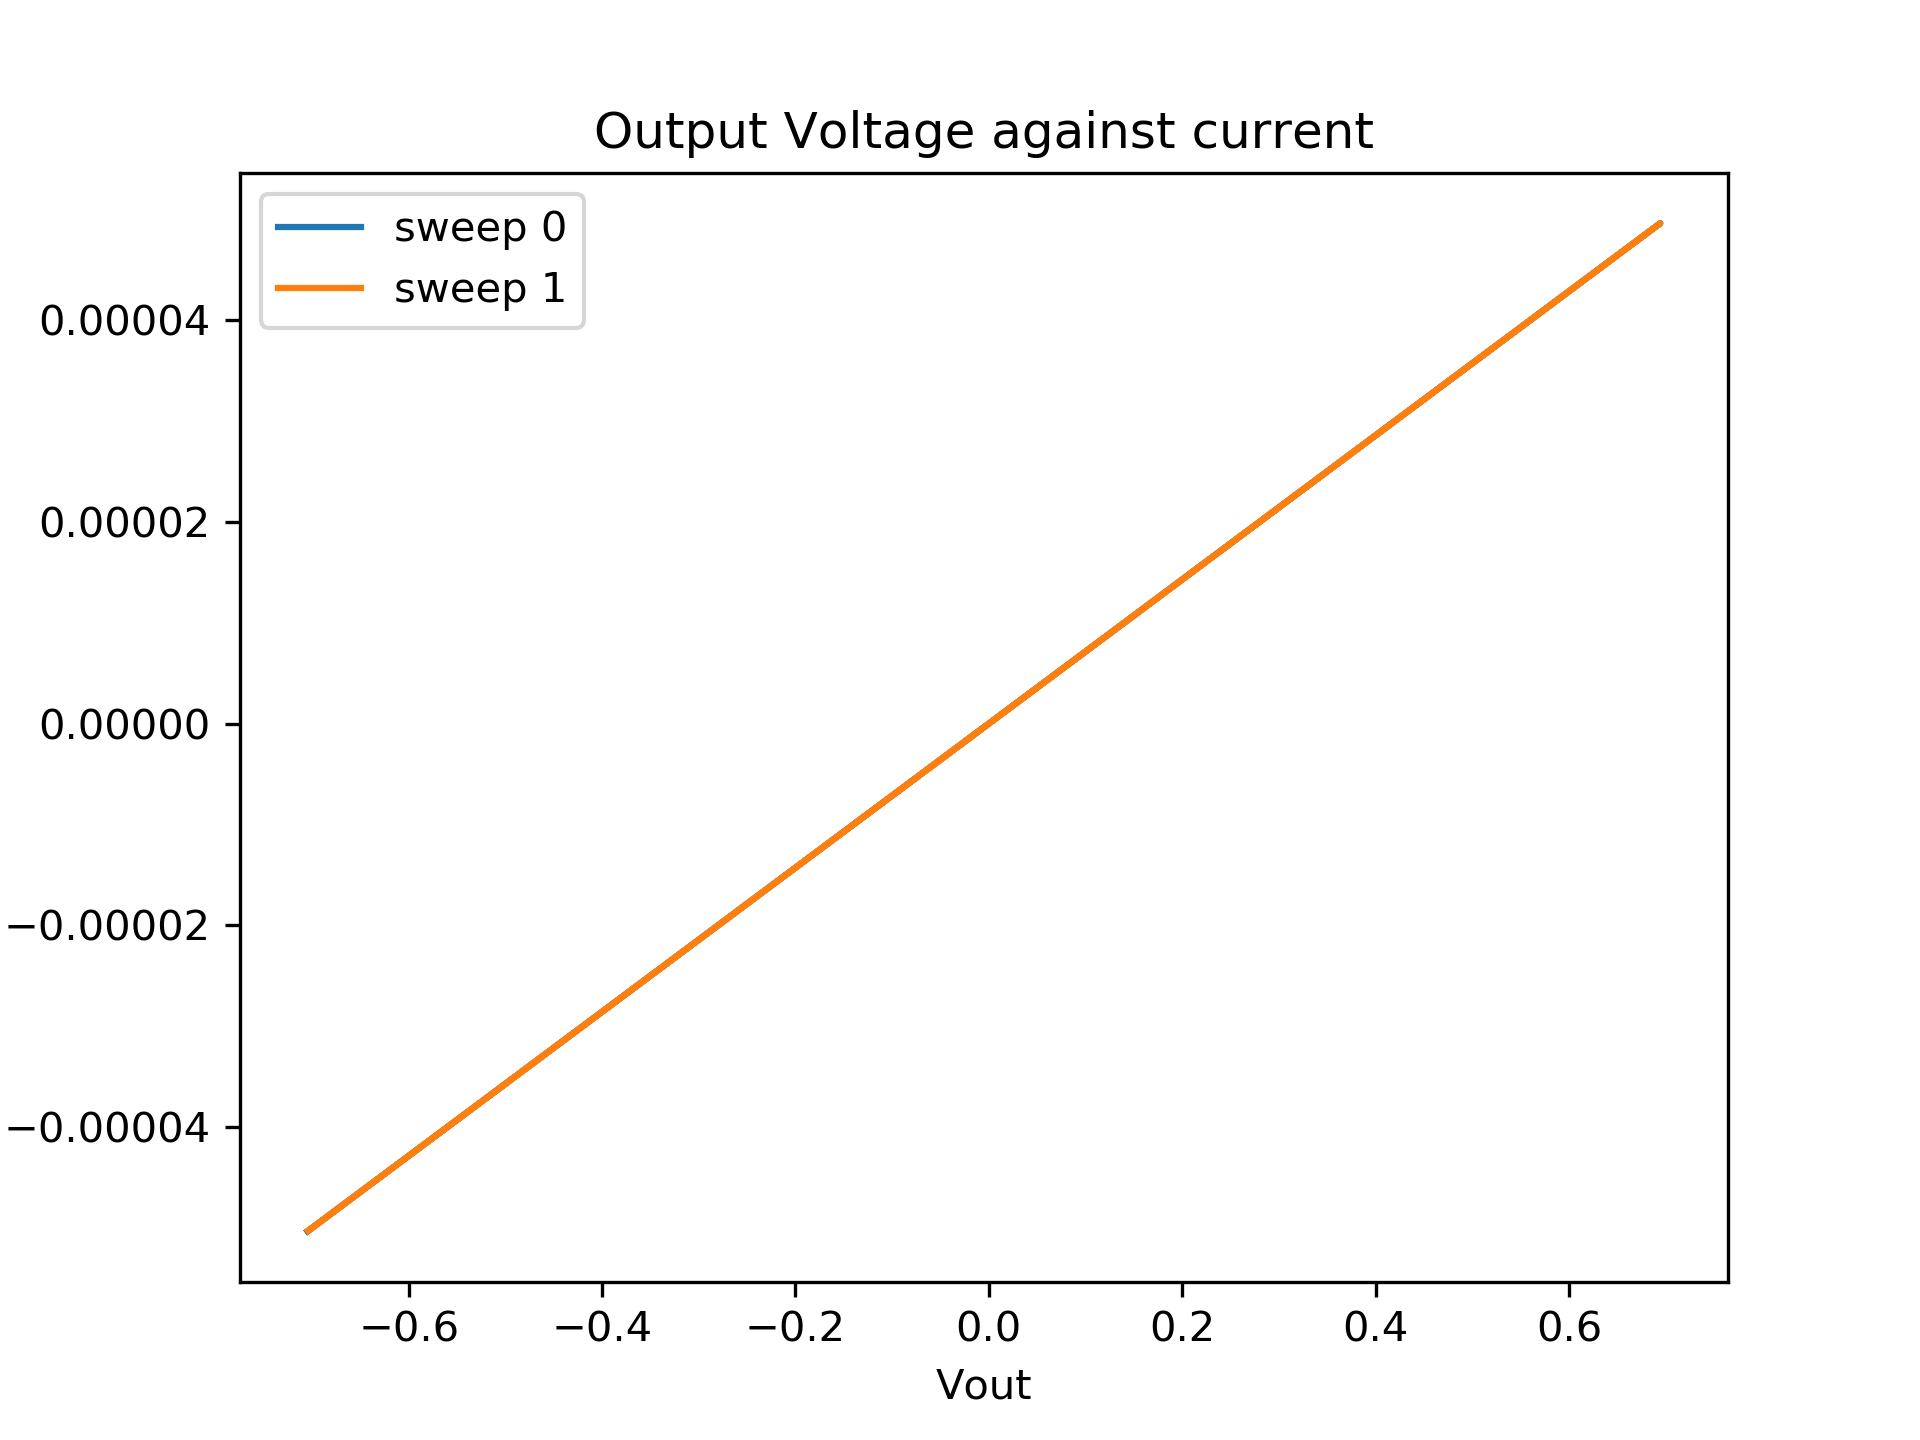 Output Voltage against current
sweep 0
sweep 1
0.00004
0.00002
0.00000
−0.00002
−0.00004
−0.6 −0.4 −0.2 0.0 0.2 0.4 0.6
Vout